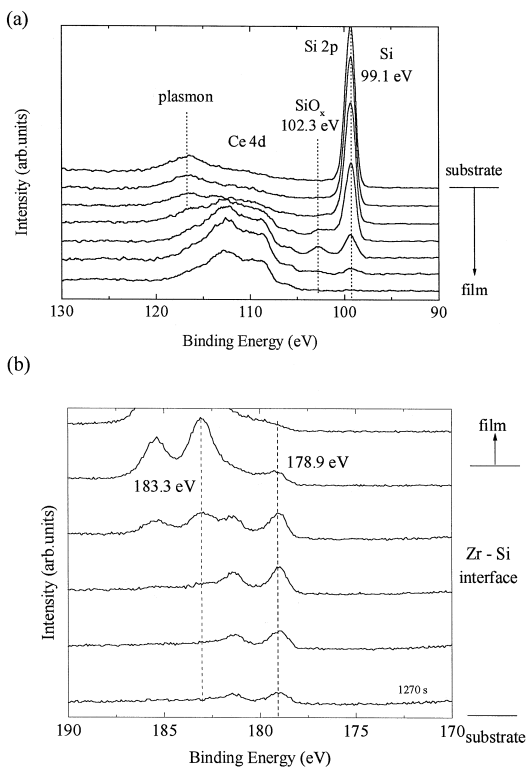 (a)
Si 2p
Si
99.1 eV
plasmon
SiOx
102.3 eV
Ce 4d
Intensity (arb.units)
substrate
film
130 120 110 100 90
Binding Energy (eV)
(b)
film
178.9 eV
183.3 eV
Intensity (arb.units)
Zr - Si
interface
1270 s
190 185 179 175 170
substrate
Binding Energy (eV)